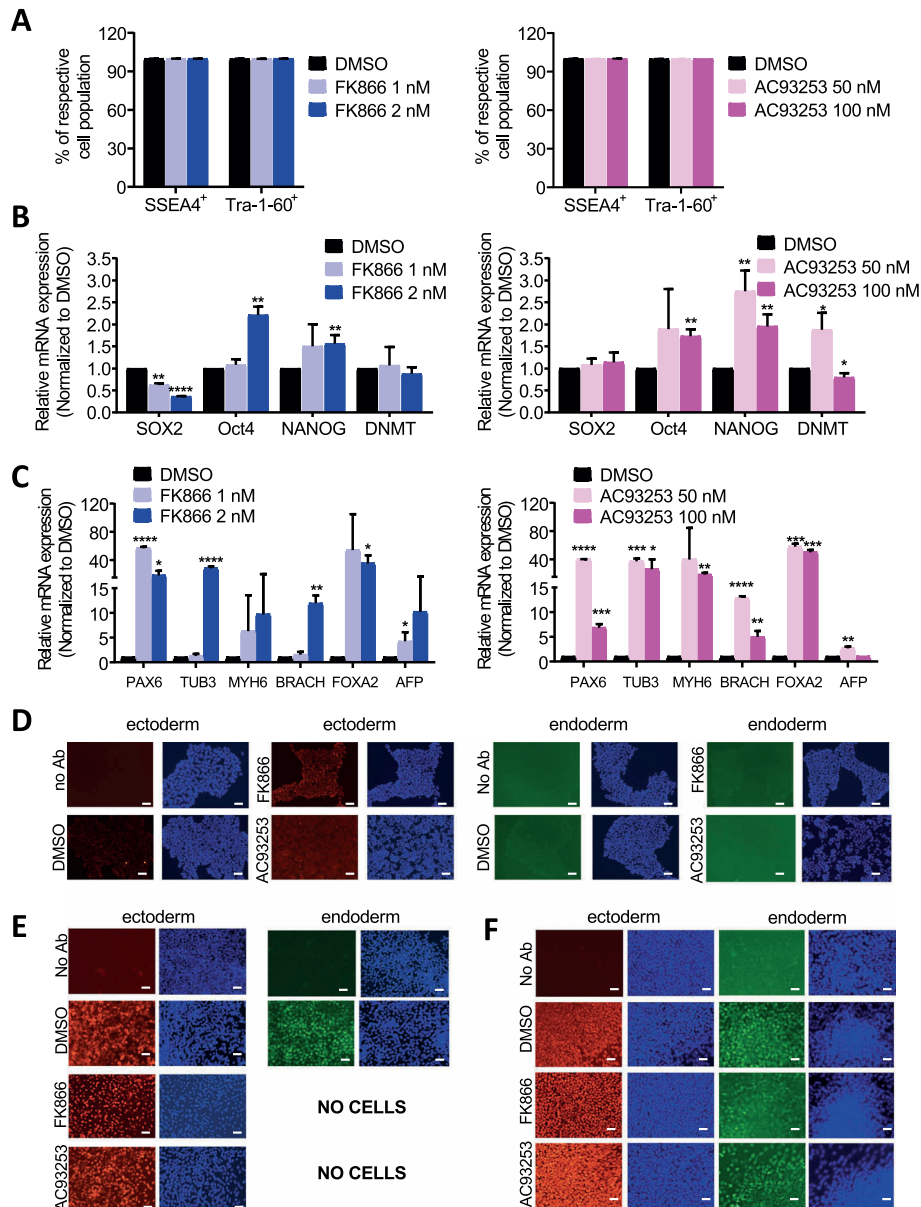 A
% of respective
cell population
120
90
60
30
0
SSEA4+
Tra-1-60+
DMSO
FK866 1 nM
FK866 2 nM
% of respective
cell population
120
90
60
30
0
SSEA4+
Tra-1-60+
DMSO
AC93253 50 nM
AC93253 100 nM
B
Relative mRNA expression
(Normalized to DMSO)
3.5
3.0
2.5
2.0
1.5
1.0
0.5
0.0
DMSO
FK866 1 nM
FK866 2 nM
**
****
**
**
SOX2
Oct4
NANOG
DNMT
Relative mRNA expression
(Normalized to DMSO)
3.5
3.0
2.5
2.0
1.5
1.0
0.5
0.0
DMSO
AC93253 50 nM
AC93253 100 nM
**
**
**
*
*
SOX2
Oct4
NANOG
DNMT
C
Relative mRNA expression
(Normalized to DMSO)
120
80
40
15
10
5
0
DMSO
FK866 1 nM
FK866 2 nM
****
*
****
**
*
*
PAX6
TUB3
MYH6
BRACH
FOXA2
AFP
Relative mRNA expression
(Normalized to DMSO)
120
80
40
15
10
5
0
DMSO
AC93253 50 nM
AC93253 100 nM
****
***
***
*
**
****
**
***
***
**
PAX6
TUB3
MYH6
BRACH
FOXA2
AFP
D
ectoderm
ectoderm
endoderm
endoderm
no Ab
FK866
No Ab
FK866
DMSO
AC93253
DMSO
AC93253
E
ectoderm
endoderm
No Ab
DMSO
FK866
NO CELLS
AC93253
NO CELLS
F
ectoderm
endoderm
No Ab
DMSO
FK866
AC93253